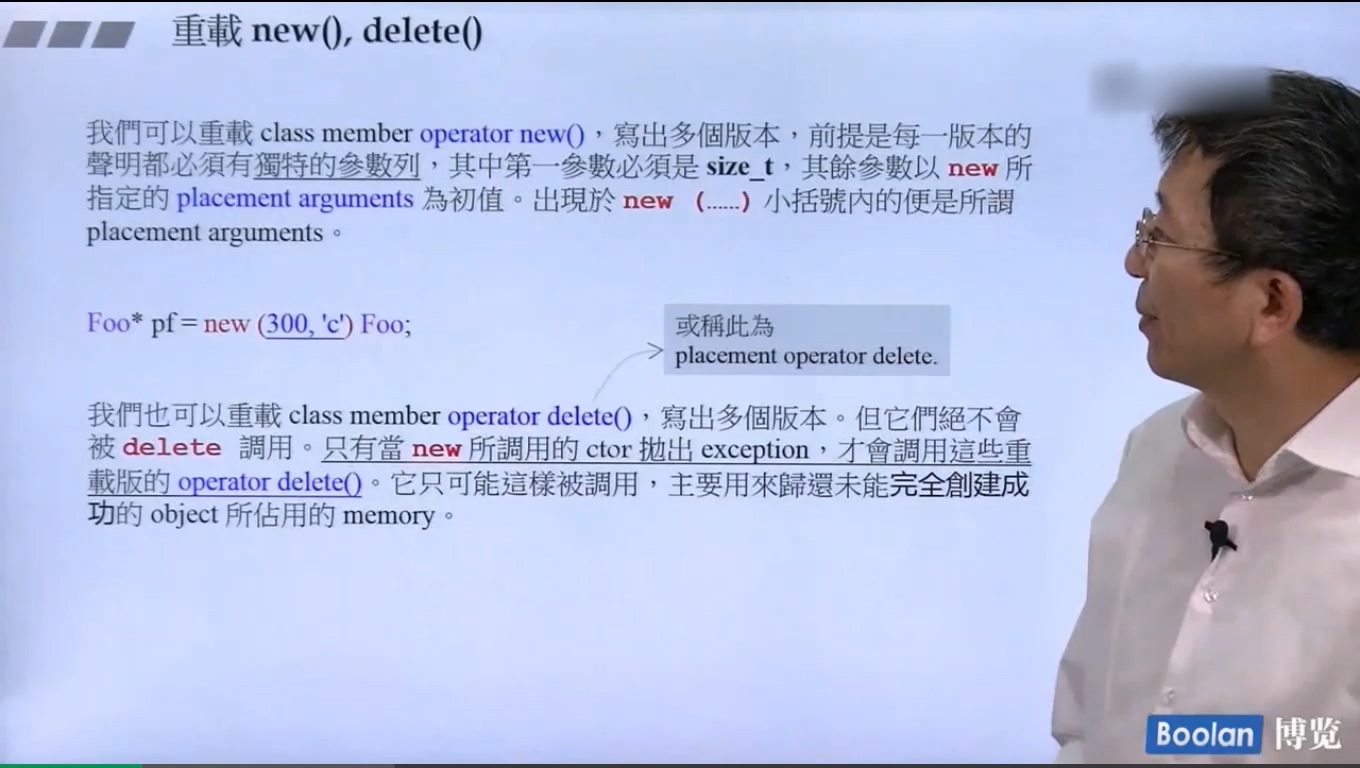 重載 new(), delete()
我們可以重載 class member operator new()，寫出多個版本，前提是每一版本的
聲明都必須有獨特的參數列，其中第一參數必須是 size_t，其餘參數以 new 所
指定的 placement arguments 為初值。出現於 new (……) 小括號內的便是所謂
placement arguments。
Foo* pf = new (300, 'c') Foo;
或稱此為
placement operator delete.
我們也可以重載 class member operator delete()，寫出多個版本。但它們絕不會
被 delete 調用。只有當 new 所調用的 ctor 拋出 exception，才會調用這些重
載版的 operator delete()。它只可能這樣被調用，主要用來歸還未能完全創建成
功的 object 所佔用的 memory。
Boolan 博览